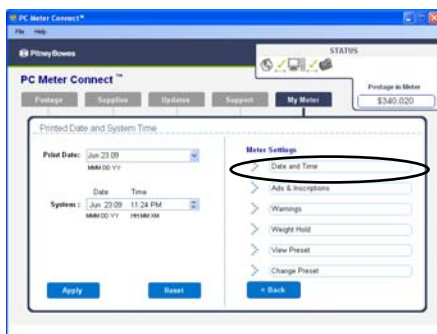 PC Meter Connect™
File Help
Pitney Bowes
STATUS
PC Meter Connect™
Postage in Meter
$340.020
Postage Supplies Updates Support My Meter
Printed Date and System Time
Print Date: Jun 23 09
MMM DD YY
Date Time
System : Jun 23 09 11:24 PM
MMM DD YY HH:MM XM
Apply Reset
Meter Settings
Date and Time
Ads & Inscriptions
Warnings
Weight Hold
View Preset
Change Preset
< Back